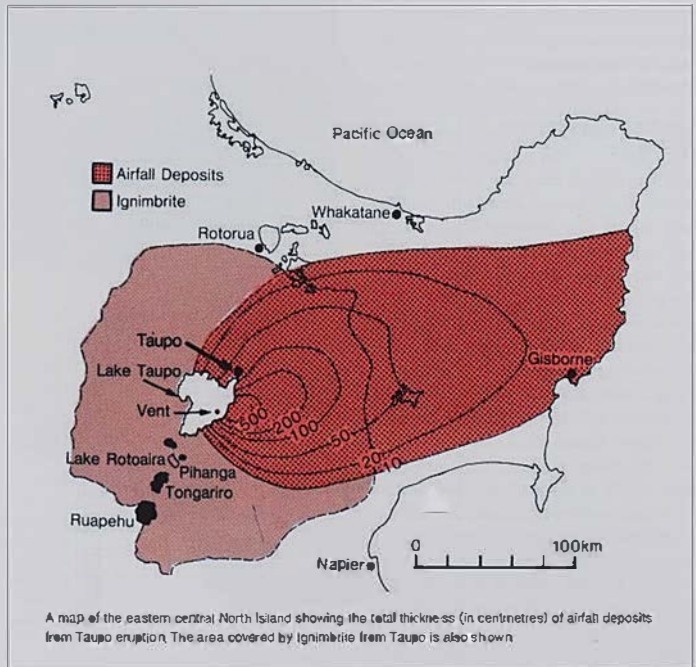 Pacific Ocean
Airfall Deposits
Ignimbrite
Whakatane
Rotorua
Taupo
Gisborne
Lake Taupo
Vent
500
200
100
50
20
10
Lake Rotoaira
Pihanga
Tongariro
Ruapehu
Napier
0 100km
A map of the eastern central North Island showing the total thickness (in centimetres) of airfall deposits
from Taupo eruption. The area covered by Ignimbrite from Taupo is also shown